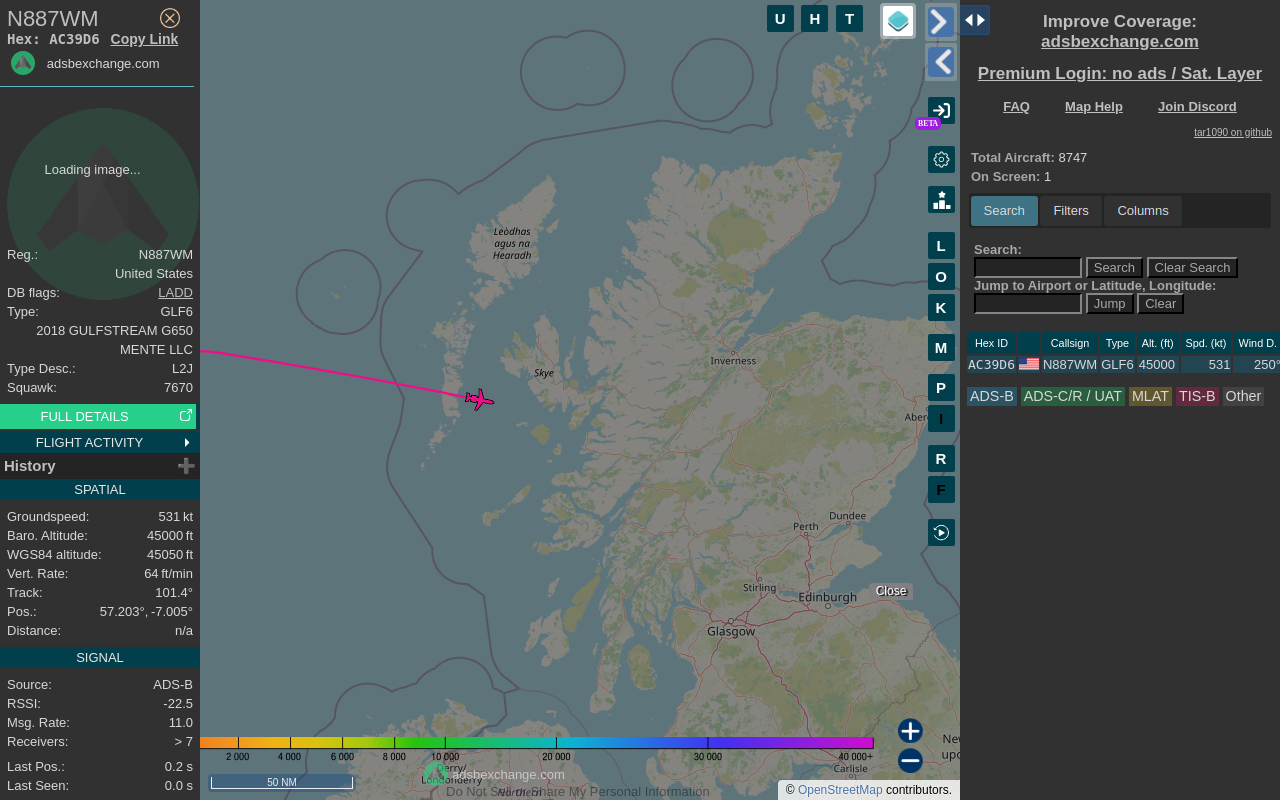 N887WM
Hex: AC39D6 Copy Link
adsbexchange.com
Loading image...
Reg.: N887WM
United States
DB flags: LADD
Type: GLF6
2018 GULFSTREAM G650
MENTE LLC
Type Desc.: L2J
Squawk: 7670
FULL DETAILS
FLIGHT ACTIVITY
History
SPATIAL
Groundspeed: 531 kt
Baro. Altitude: 45000 ft
WGS84 altitude: 45050 ft
Vert. Rate: 64 ft/min
Track: 101.4°
Pos.: 57.203°, -7.005°
Distance: n/a
SIGNAL
Source: ADS-B
RSSI: -22.5
Msg. Rate: 11.0
Receivers: > 7
Last Pos.: 0.2 s
Last Seen: 0.0 s
U H T
BETA
L
O
K
M
P
I
R
F
Leòdhas
agus na
Hearadh
Skye
Inverness
Aber
Dundee
Perth
Stirling
Edinburgh
Glasgow
Close
2 000 4 000 6 000 8 000 10 000 20 000 30 000 40 000+
Derry/
Londonderry
adsbexchange.com
50 NM
Northern
Do Not Sell or Share My Personal Information
Carlisle
New
upo
© OpenStreetMap contributors.
Improve Coverage:
adsbexchange.com
Premium Login: no ads / Sat. Layer
FAQ Map Help Join Discord
tar1090 on github
Total Aircraft: 8747
On Screen: 1
Search Filters Columns
Search:
Search Clear Search
Jump to Airport or Latitude, Longitude:
Jump Clear
Hex ID Callsign Type Alt. (ft) Spd. (kt) Wind D.
AC39D6 N887WM GLF6 45000 531 250°
ADS-B ADS-C/R / UAT MLAT TIS-B Other